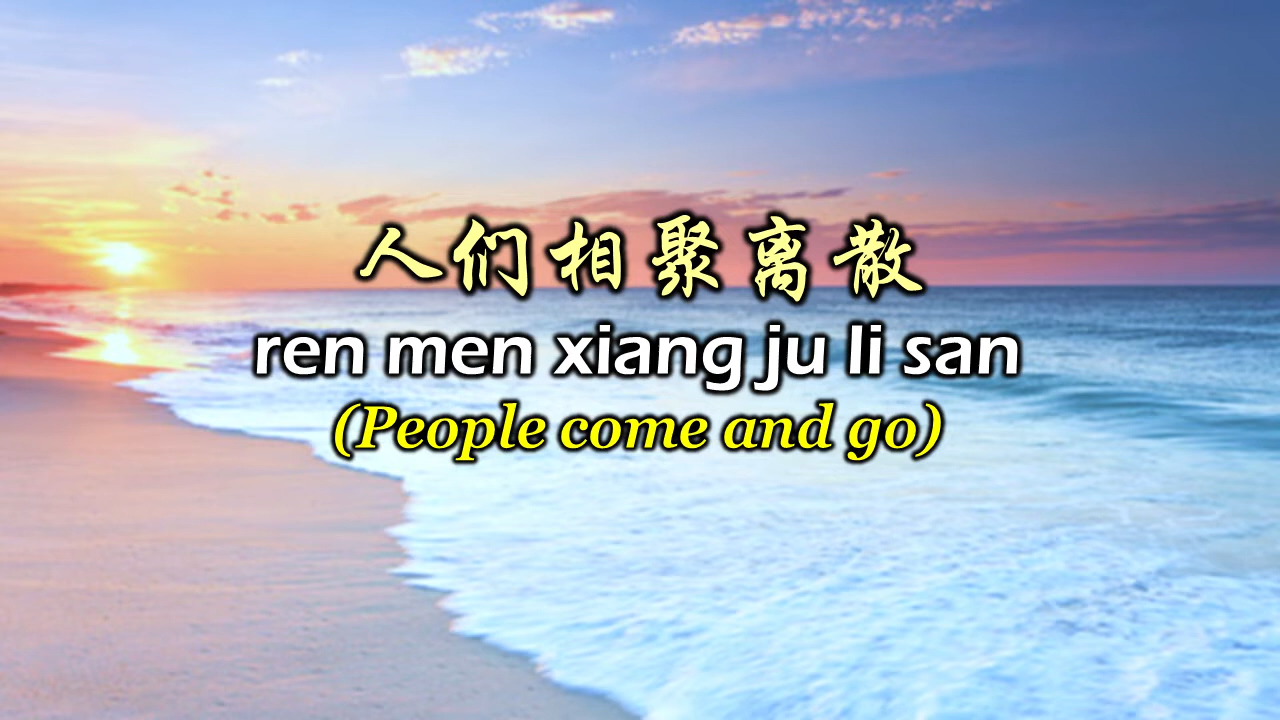 人们相聚离散
ren men xiang ju li san
(People come and go)